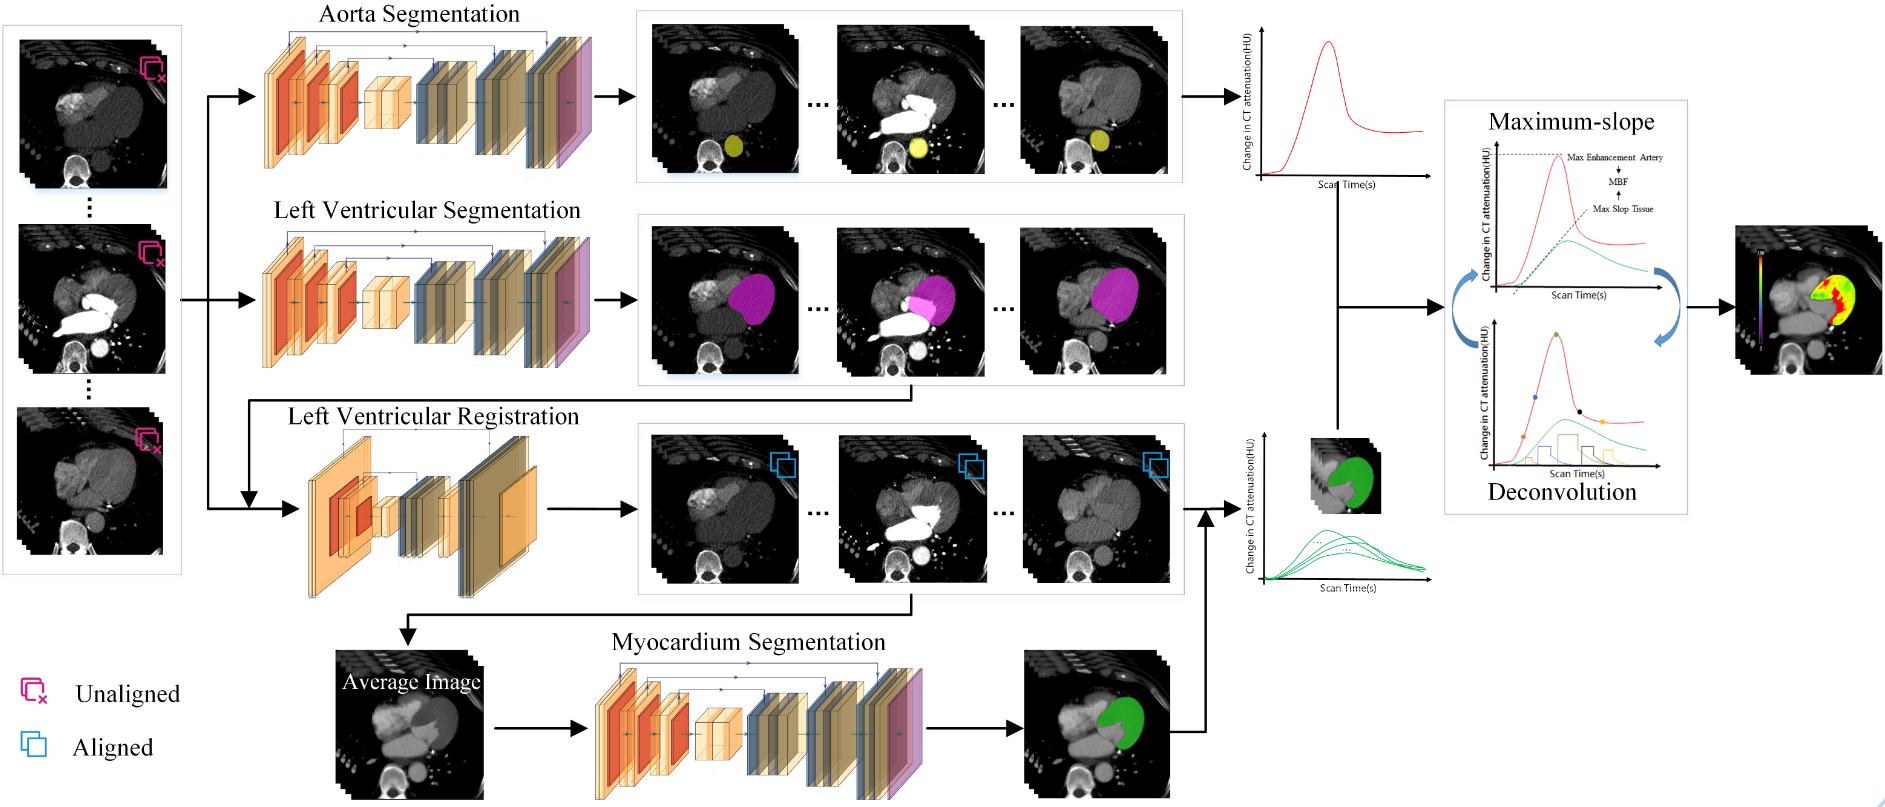 Aorta Segmentation
Change in CT attenuation(HU)
Scan Time(s)
Left Ventricular Segmentation
Maximum-slope
Change in CT attenuation(HU)
Max Enhancement Artery
MBF
Max Slop Tissue
Scan Time(s)
Left Ventricular Registration
Change in CT attenuation(HU)
Scan Time(s)
Deconvolution
Change in CT attenuation(HU)
...
...
Scan Time(s)
Average Image
Myocardium Segmentation
Unaligned
Aligned